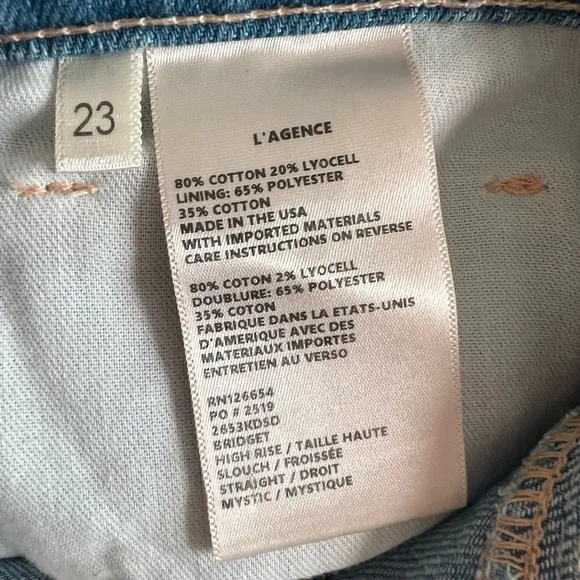 23
L'AGENCE
80% COTTON 20% LYOCELL
LINING: 65% POLYESTER
35% COTTON
MADE IN THE USA
WITH IMPORTED MATERIALS
CARE INSTRUCTIONS ON REVERSE
80% COTON 2% LYOCELL
DOUBLURE: 65% POLYESTER
35% COTON
FABRIQUE DANS LA ETATS-UNIS
D'AMERIQUE AVEC DES
MATERIAUX IMPORTES
ENTRETIEN AU VERSO
RN126654
PO # 2519
2653KDSD
BRIDGET
HIGH RISE / TAILLE HAUTE
SLOUCH / FROISSÉE
STRAIGHT / DROIT
MYSTIC / MYSTIQUE